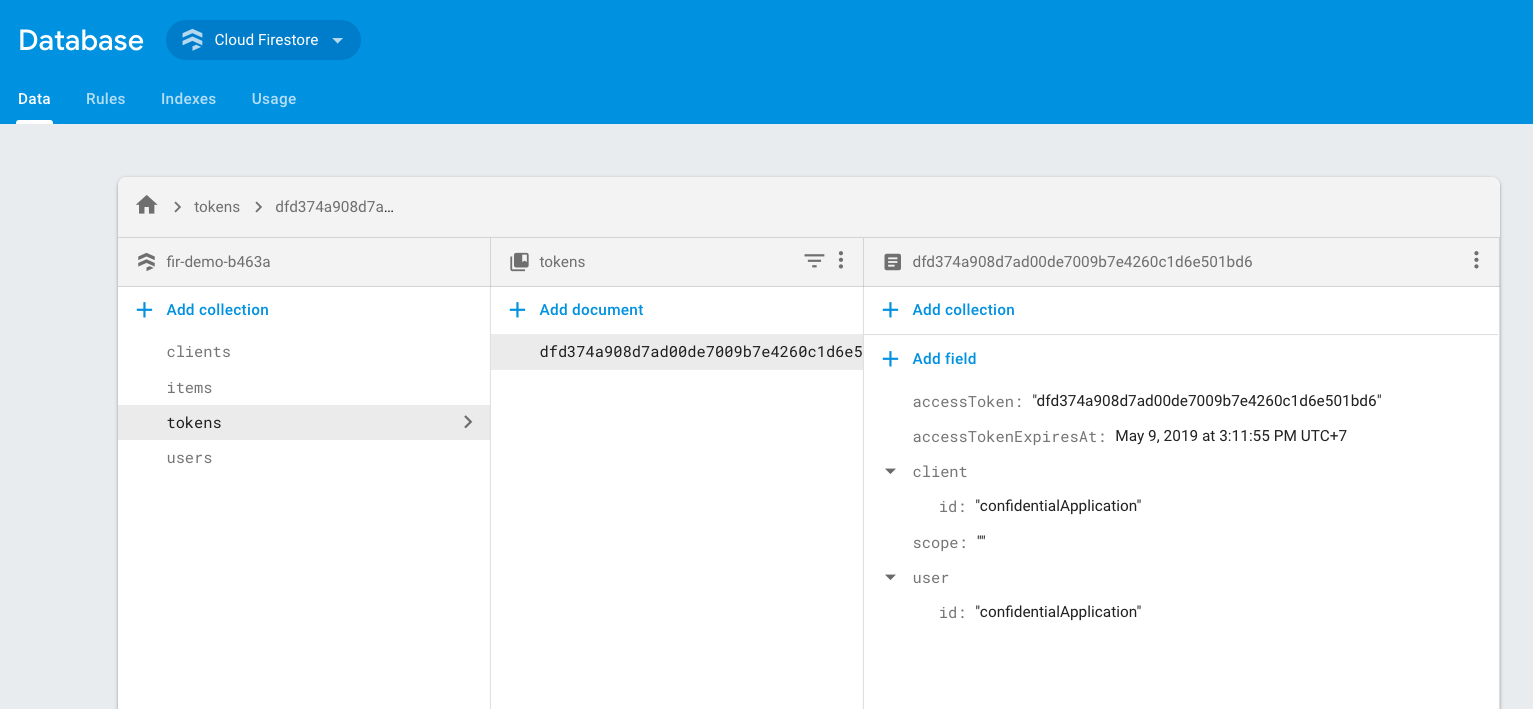 Database
Cloud Firestore
Data Rules Indexes Usage
tokens dfd374a908d7a...
fir-demo-b463a
Add collection
clients
items
tokens
users
tokens
Add document
dfd374a908d7ad00de7009b7e4260c1d6e5
dfd374a908d7ad00de7009b7e4260c1d6e501bd6
Add collection
Add field
accessToken: "dfd374a908d7ad00de7009b7e4260c1d6e501bd6"
accessTokenExpiresAt: May 9, 2019 at 3:11:55 PM UTC+7
client
id: "confidentialApplication"
scope: ""
user
id: "confidentialApplication"